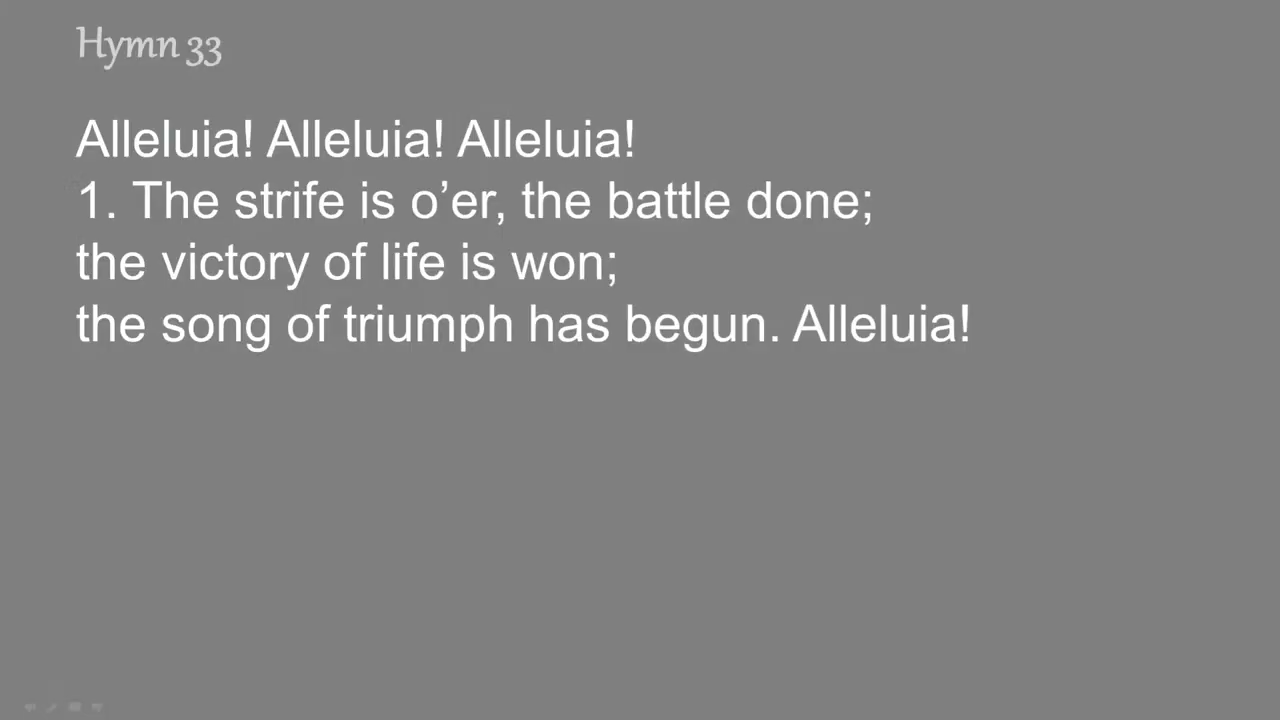 Hymn 33
Alleluia! Alleluia! Alleluia!
1. The strife is o’er, the battle done;
the victory of life is won;
the song of triumph has begun. Alleluia!